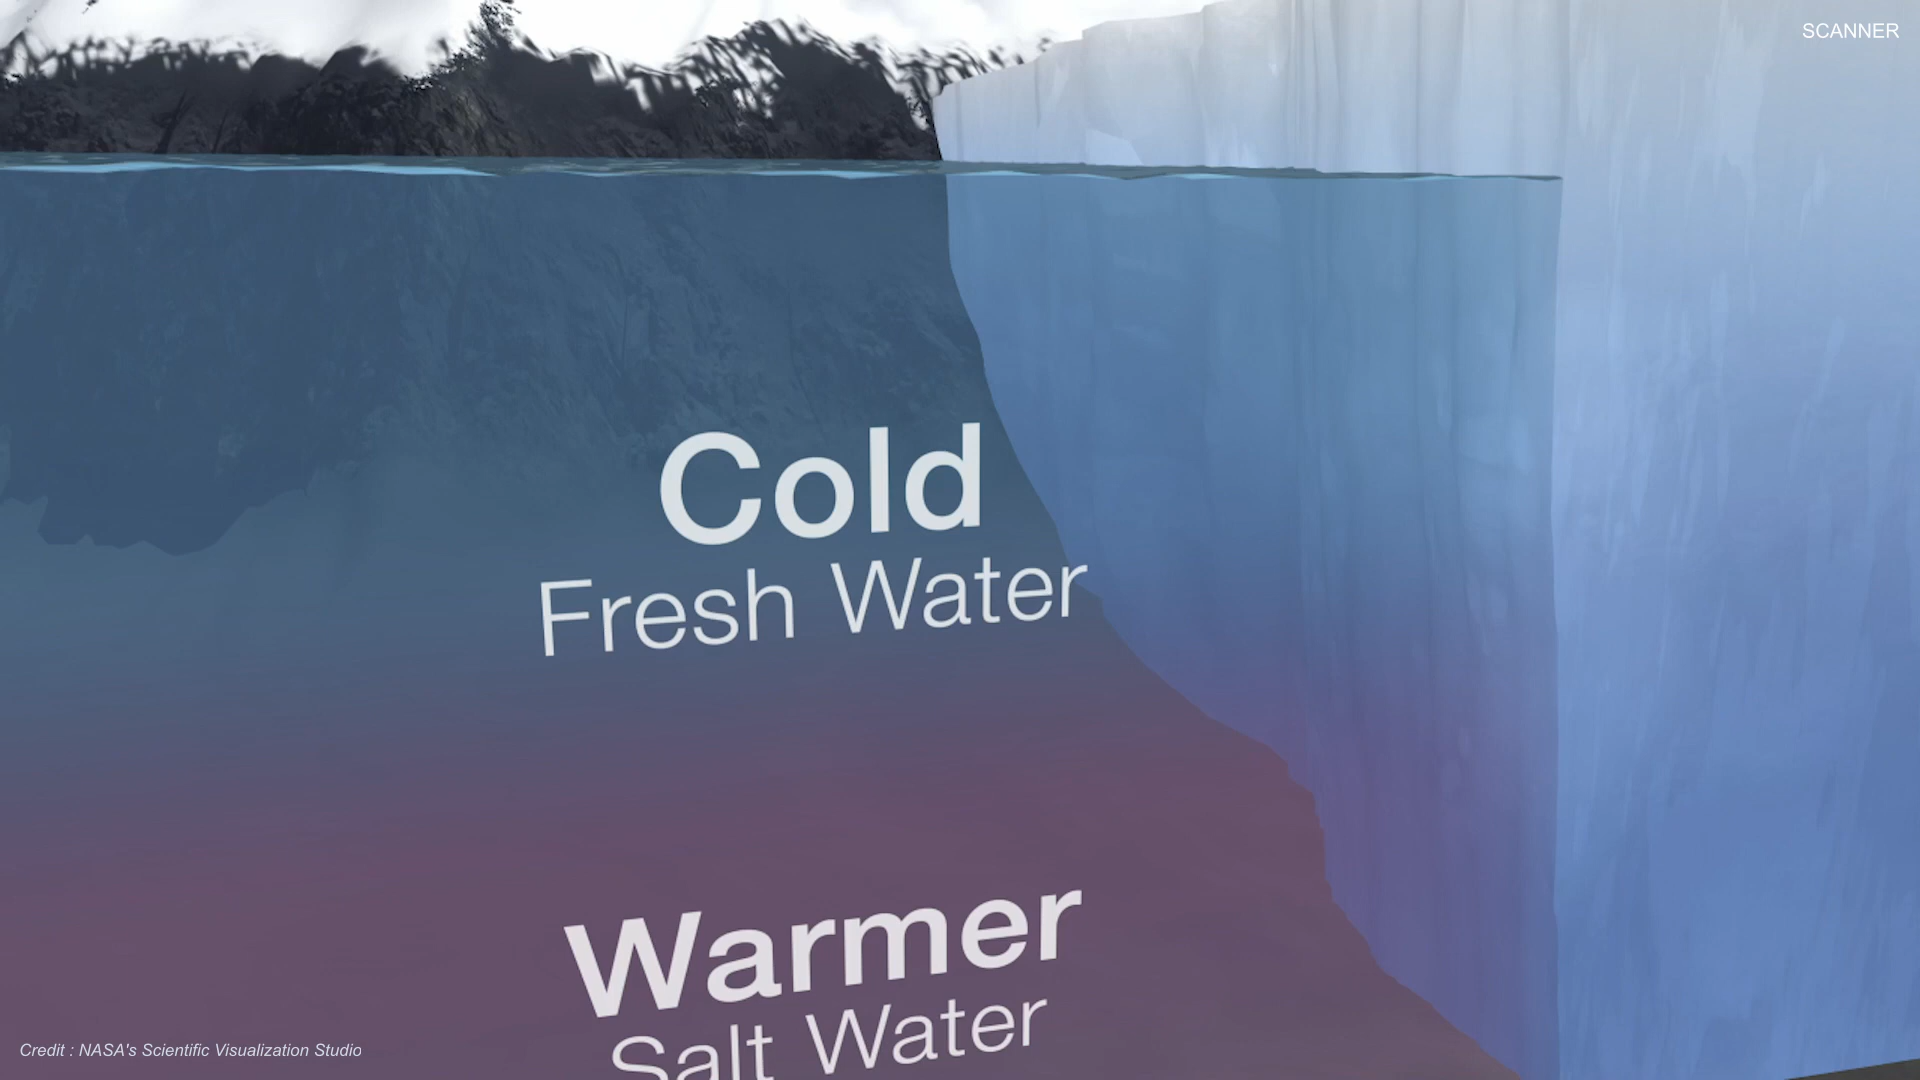 SCANNER
Cold
Fresh Water
Warmer
Salt Water
Credit : NASA's Scientific Visualization Studio